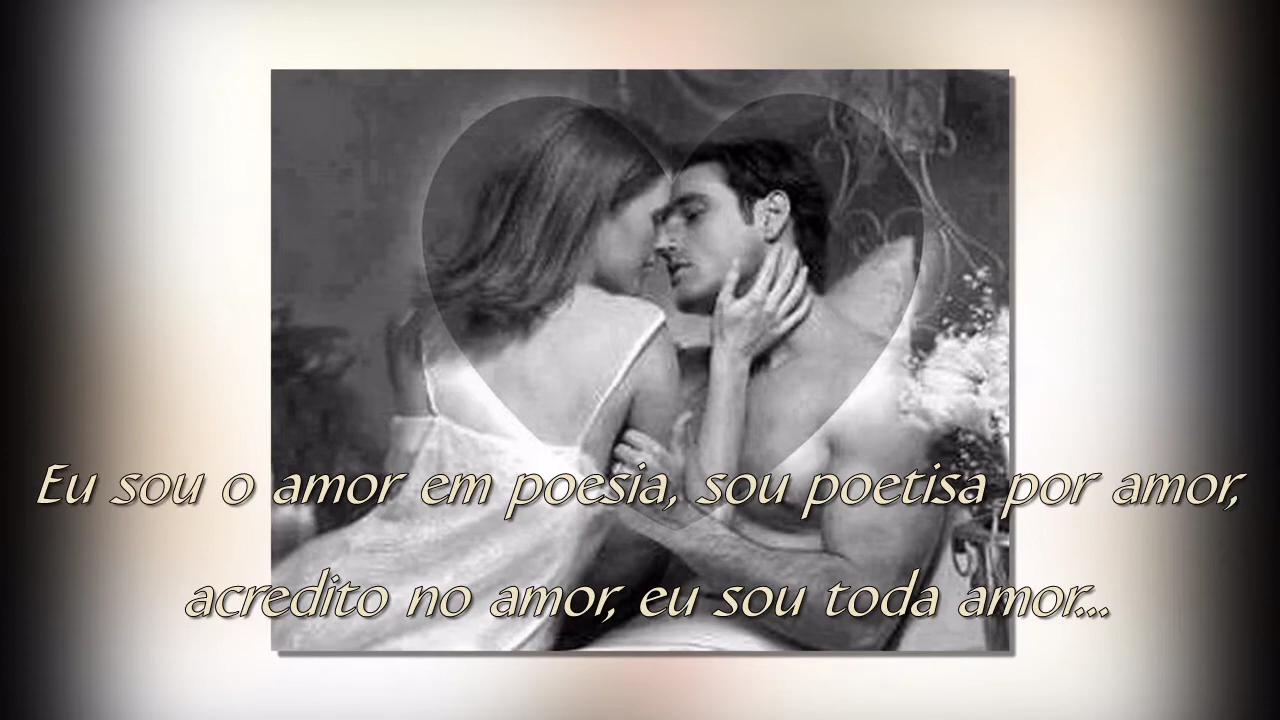 Eu sou o amor em poesia, sou poetisa por amor,
acredito no amor, eu sou toda amor...